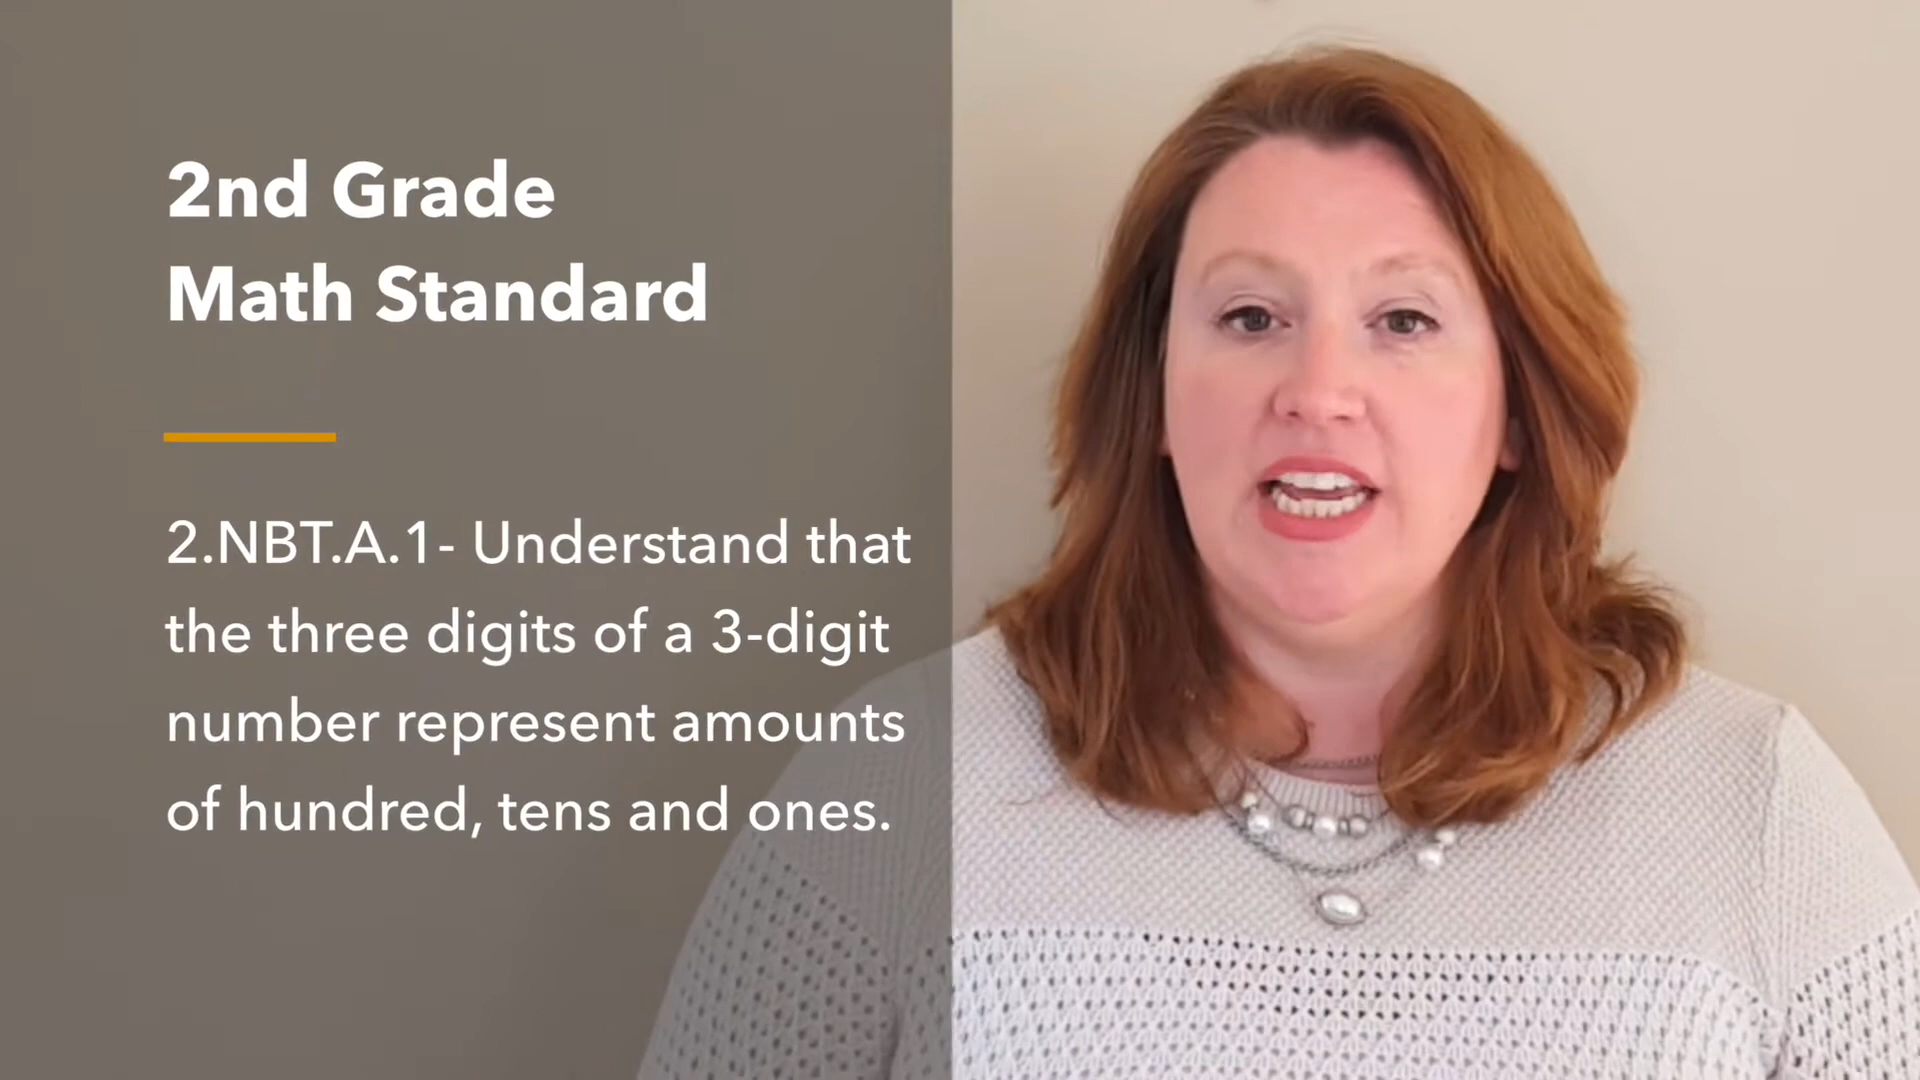 2nd Grade
Math Standard
2.NBT.A.1- Understand that
the three digits of a 3-digit
number represent amounts
of hundred, tens and ones.